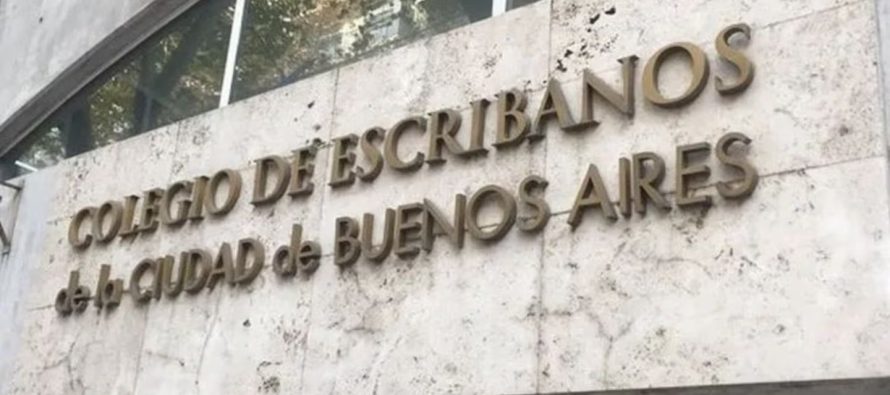 COLEGIO DE ESCRIBANOS
de la CIUDAD de BUENOS AIRES